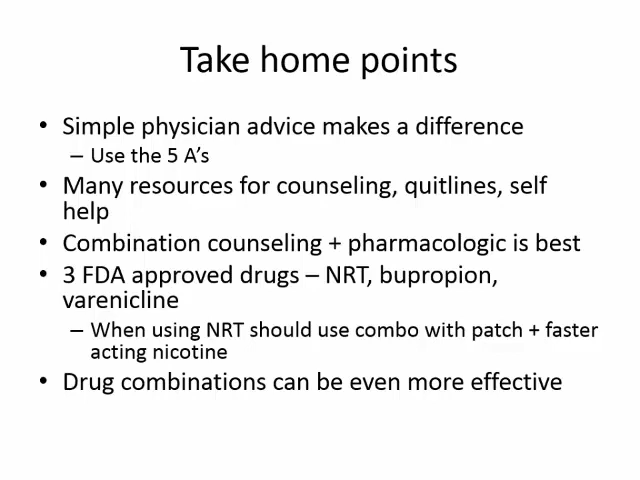 Take home points
• Simple physician advice makes a difference
– Use the 5 A’s
• Many resources for counseling, quitlines, self
help
• Combination counseling + pharmacologic is best
• 3 FDA approved drugs – NRT, bupropion,
varenicline
– When using NRT should use combo with patch + faster
acting nicotine
• Drug combinations can be even more effective